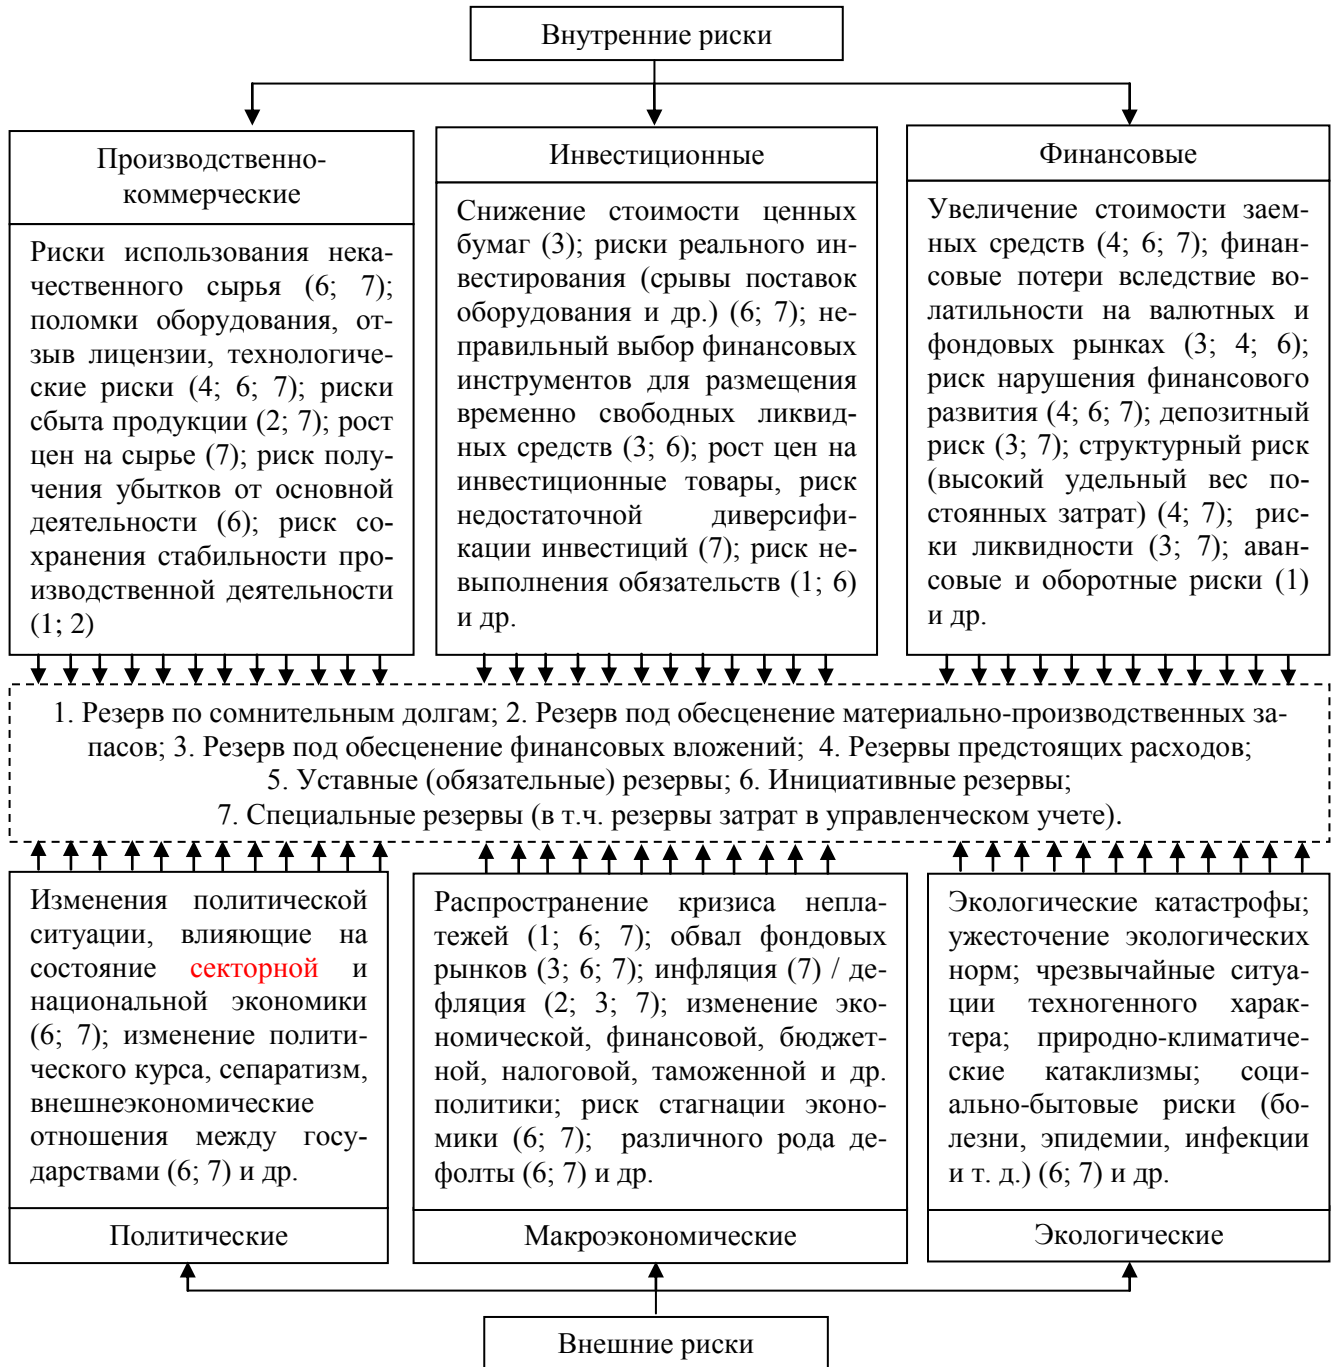 Внутренние риски
Производственно-
коммерческие
Риски использования нека-
чественного сырья (6; 7);
поломки оборудования, от-
зыв лицензии, технологиче-
ские риски (4; 6; 7); риски
сбыта продукции (2; 7); рост
цен на сырье (7); риск полу-
чения убытков от основной
деятельности (6); риск со-
хранения стабильности про-
изводственной деятельности
(1; 2)
Инвестиционные
Снижение стоимости ценных
бумаг (3); риски реального ин-
вестирования (срывы поставок
оборудования и др.) (6; 7); не-
правильный выбор финансовых
инструментов для размещения
временно свободных ликвид-
ных средств (3; 6); рост цен на
инвестиционные товары, риск
недостаточной диверсифи-
кации инвестиций (7); риск не-
выполнения обязательств (1; 6)
и др.
Финансовые
Увеличение стоимости заем-
ных средств (4; 6; 7); финан-
совые потери вследствие во-
латильности на валютных и
фондовых рынках (3; 4; 6);
риск нарушения финансового
развития (4; 6; 7); депозитный
риск (3; 7); структурный риск
(высокий удельный вес по-
стоянных затрат) (4; 7); рис-
ки ликвидности (3; 7); аван-
совые и оборотные риски (1)
и др.
1. Резерв по сомнительным долгам; 2. Резерв под обесценение материально-производственных за-
пасов; 3. Резерв под обесценение финансовых вложений; 4. Резервы предстоящих расходов;
5. Уставные (обязательные) резервы; 6. Инициативные резервы;
7. Специальные резервы (в т.ч. резервы затрат в управленческом учете).
Изменения политической
ситуации, влияющие на
состояние секторной и
национальной экономики
(6; 7); изменение полити-
ческого курса, сепаратизм,
внешнеэкономические
отношения между госу-
дарствами (6; 7) и др.
Политические
Распространение кризиса непла-
тежей (1; 6; 7); обвал фондовых
рынков (3; 6; 7); инфляция (7) / де-
фляция (2; 3; 7); изменение эко-
номической, финансовой, бюджет-
ной, налоговой, таможенной и др.
политики; риск стагнации эконо-
мики (6; 7); различного рода де-
фолты (6; 7) и др.
Макроэкономические
Экологические катастрофы;
ужесточение экологических
норм; чрезвычайные ситуа-
ции техногенного харак-
тера; природно-климатиче-
ские катаклизмы; соци-
ально-бытовые риски (бо-
лезни, эпидемии, инфекции
и т. д.) (6; 7) и др.
Экологические
Внешние риски